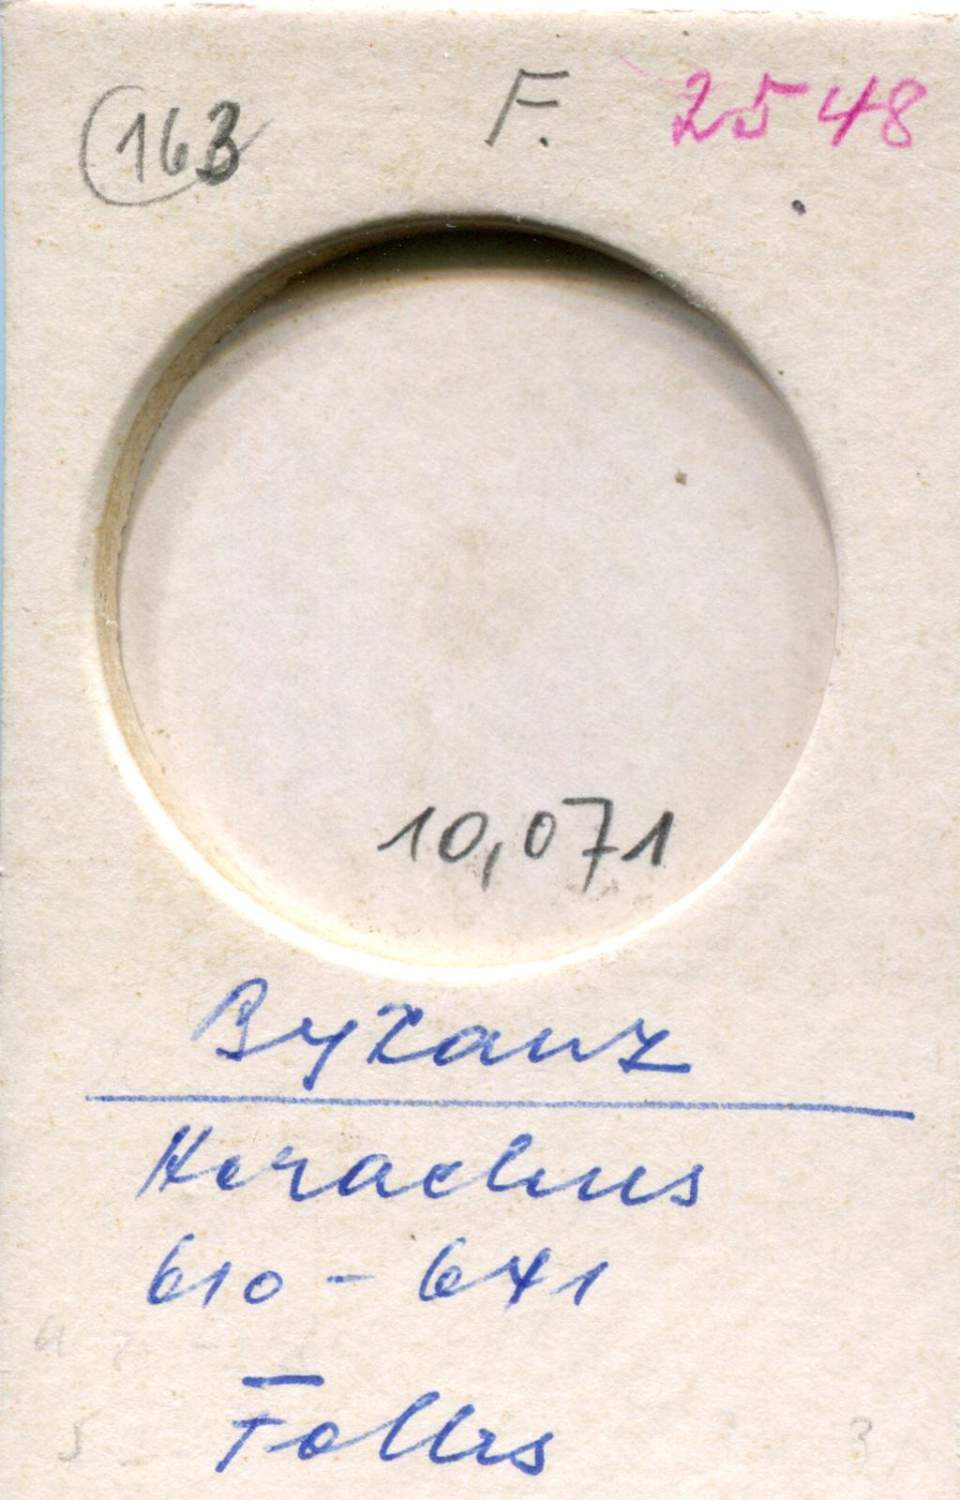 163 F. 2548
10,071
Byzanz
Heraclius
610 - 641
Follis